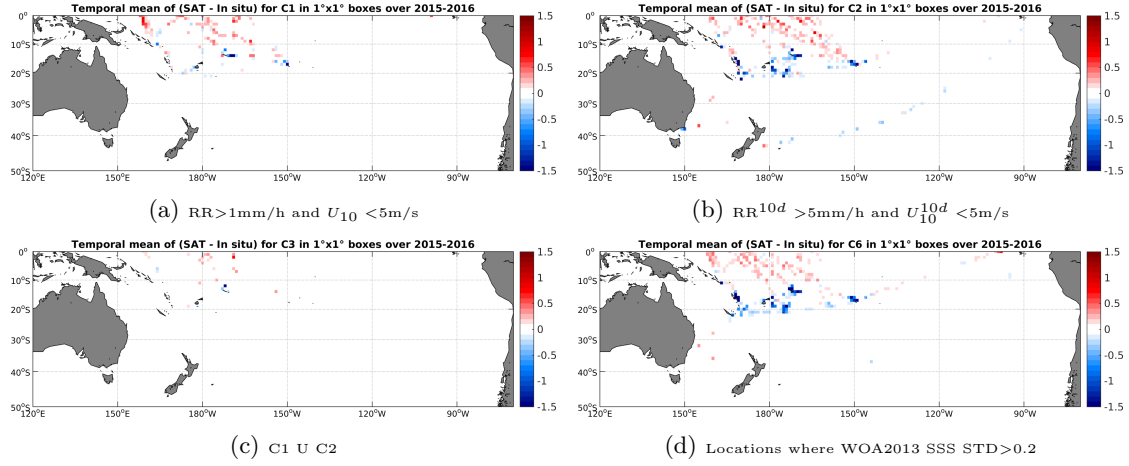 Temporal mean of (SAT - In situ) for C1 in 1°x1° boxes over 2015-2016
0°
10°S
20°S
30°S
40°S
50°S
120°E 150°E 180°W 150°W 120°W 90°W
1.5
1
0.5
0
-0.5
-1
-1.5
(a) RR>1mm/h and U10 <5m/s
Temporal mean of (SAT - In situ) for C2 in 1°x1° boxes over 2015-2016
0°
10°S
20°S
30°S
40°S
50°S
120°E 150°E 180°W 150°W 120°W 90°W
1.5
1
0.5
0
-0.5
-1
-1.5
(b) RR^10d >5mm/h and U10^10d <5m/s
Temporal mean of (SAT - In situ) for C3 in 1°x1° boxes over 2015-2016
0°
10°S
20°S
30°S
40°S
50°S
120°E 150°E 180°W 150°W 120°W 90°W
1.5
1
0.5
0
-0.5
-1
-1.5
(c) C1 U C2
Temporal mean of (SAT - In situ) for C6 in 1°x1° boxes over 2015-2016
0°
10°S
20°S
30°S
40°S
50°S
120°E 150°E 180°W 150°W 120°W 90°W
1.5
1
0.5
0
-0.5
-1
-1.5
(d) Locations where WOA2013 SSS STD>0.2